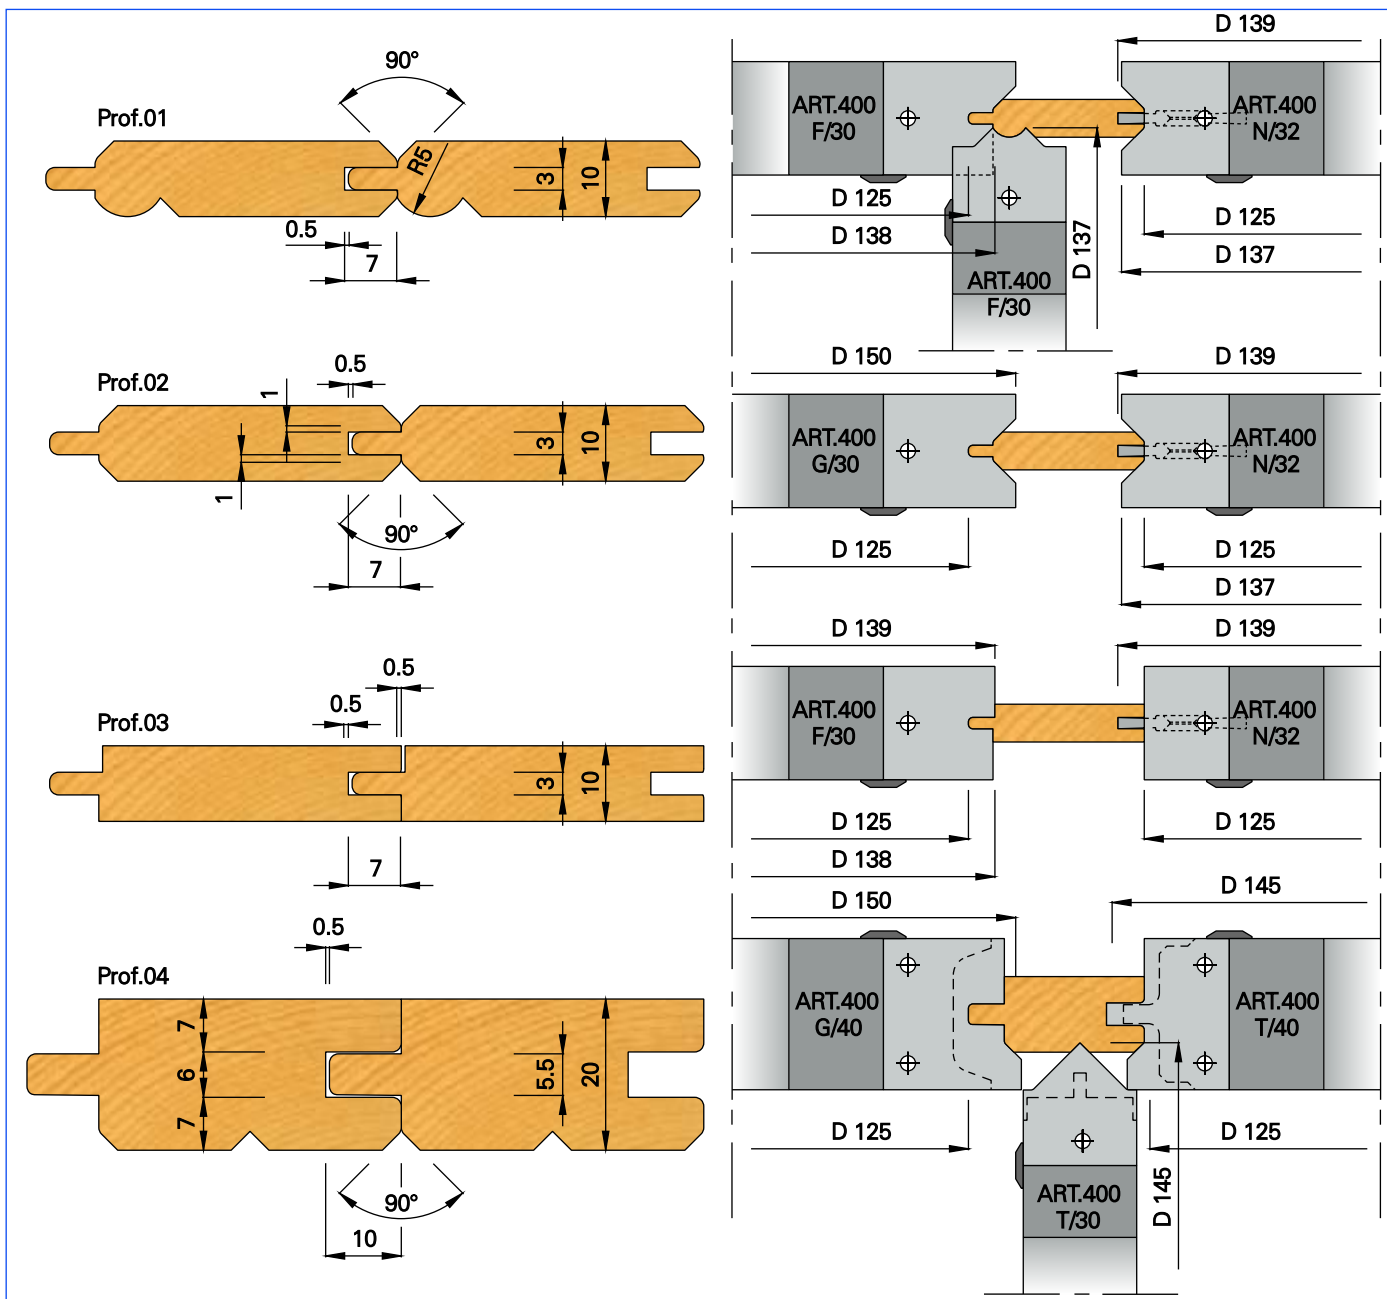 Prof.01
90°
R5
3
10
0.5
7
D 139
ART.400
F/30
ART.400
N/32
D 125
D 138
D 137
D 125
D 137
ART.400
F/30
Prof.02
0.5
1
1
3
10
90°
7
D 150
D 139
ART.400
G/30
ART.400
N/32
D 125
D 125
D 137
Prof.03
0.5
0.5
3
10
7
D 139
D 139
ART.400
F/30
ART.400
N/32
D 125
D 125
D 138
Prof.04
0.5
7
6
7
5.5
20
90°
10
D 150
D 145
ART.400
G/40
ART.400
T/40
D 125
D 125
D 145
ART.400
T/30